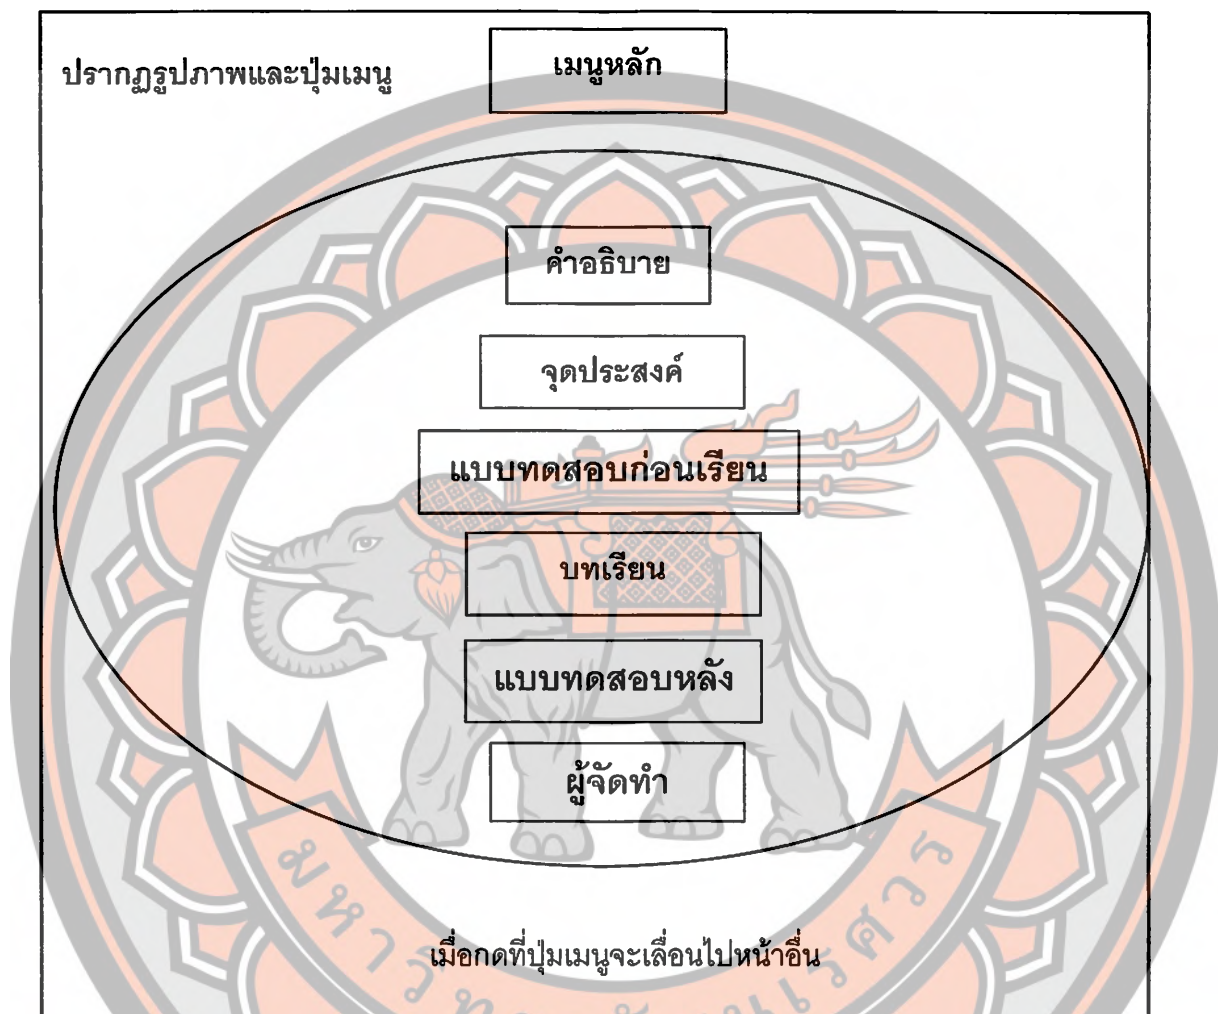 เมนูหลัก
ปรากฏรูปภาพและปุ่มเมนู
คำอธิบาย
จุดประสงค์
แบบทดสอบก่อนเรียน
บทเรียน
แบบทดสอบหลัง
ผู้จัดทำ
เมื่อกดที่ปุ่มเมนูจะเลื่อนไปหน้าอื่น